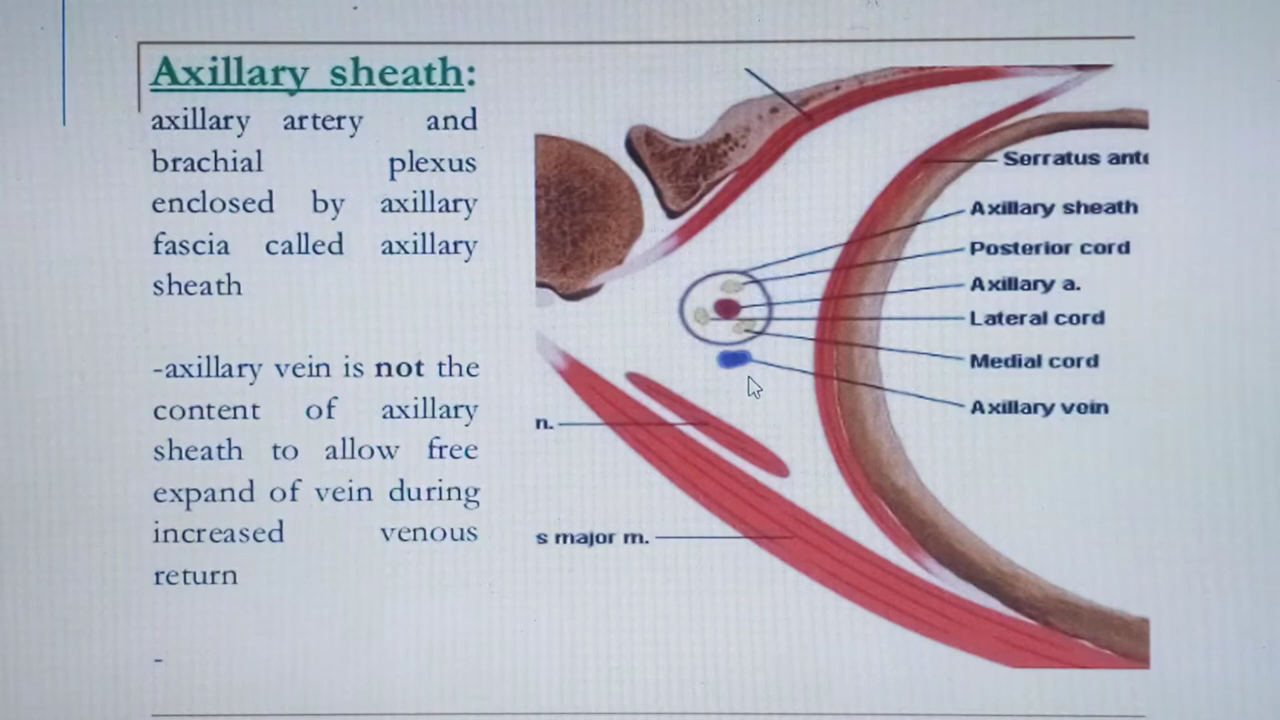 Axillary sheath:
axillary artery and
brachial plexus
enclosed by axillary
fascia called axillary
sheath
-axillary vein is not the
content of axillary
sheath to allow free
expand of vein during
increased venous
return
-
Serratus ante
Axillary sheath
Posterior cord
Axillary a.
Lateral cord
Medial cord
Axillary vein
n.
s major m.